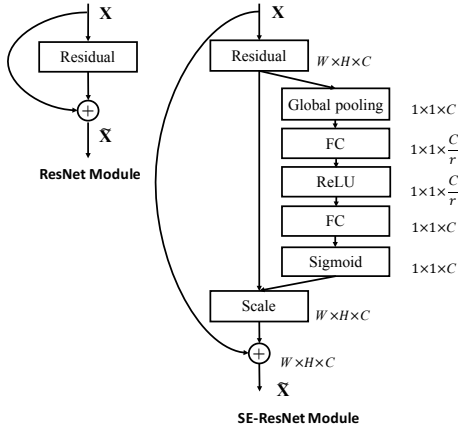 X
Residual
+
X̃
ResNet Module
X
Residual
W×H×C
Global pooling
1×1×C
FC
1×1×C/r
ReLU
1×1×C/r
FC
1×1×C
Sigmoid
1×1×C
Scale
W×H×C
+
W×H×C
X̃
SE-ResNet Module